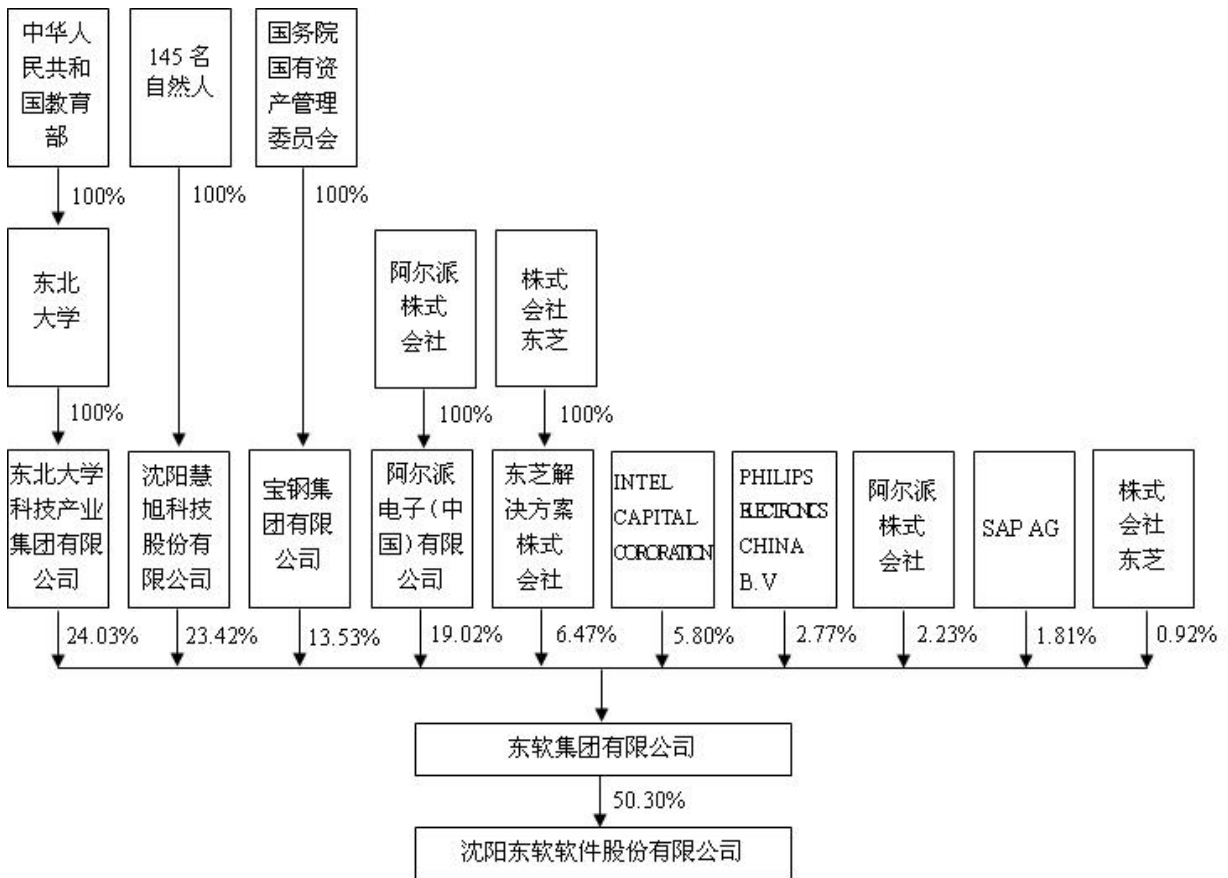 中华人
民共和
国教育
部
145 名
自然人
国务院
国有资
产管理
委员会
100%
100%
100%
东北
大学
阿尔派
株式
会社
株式
会社
东芝
100%
100%
100%
东北大学
科技产业
集团有限
公司
沈阳慧
旭科技
股份有
限公司
宝钢集
团有限
公司
阿尔派
电子(中
国)有限
公司
东芝解
决方案
株式
会社
INTEL
CAPITAL
CORORATION
PHILIPS
ELECTRONICS
CHINA
B.V
阿尔派
株式
会社
SAP AG
株式
会社
东芝
24.03%
23.42%
13.53%
19.02%
6.47%
5.80%
2.77%
2.23%
1.81%
0.92%
东软集团有限公司
50.30%
沈阳东软软件股份有限公司